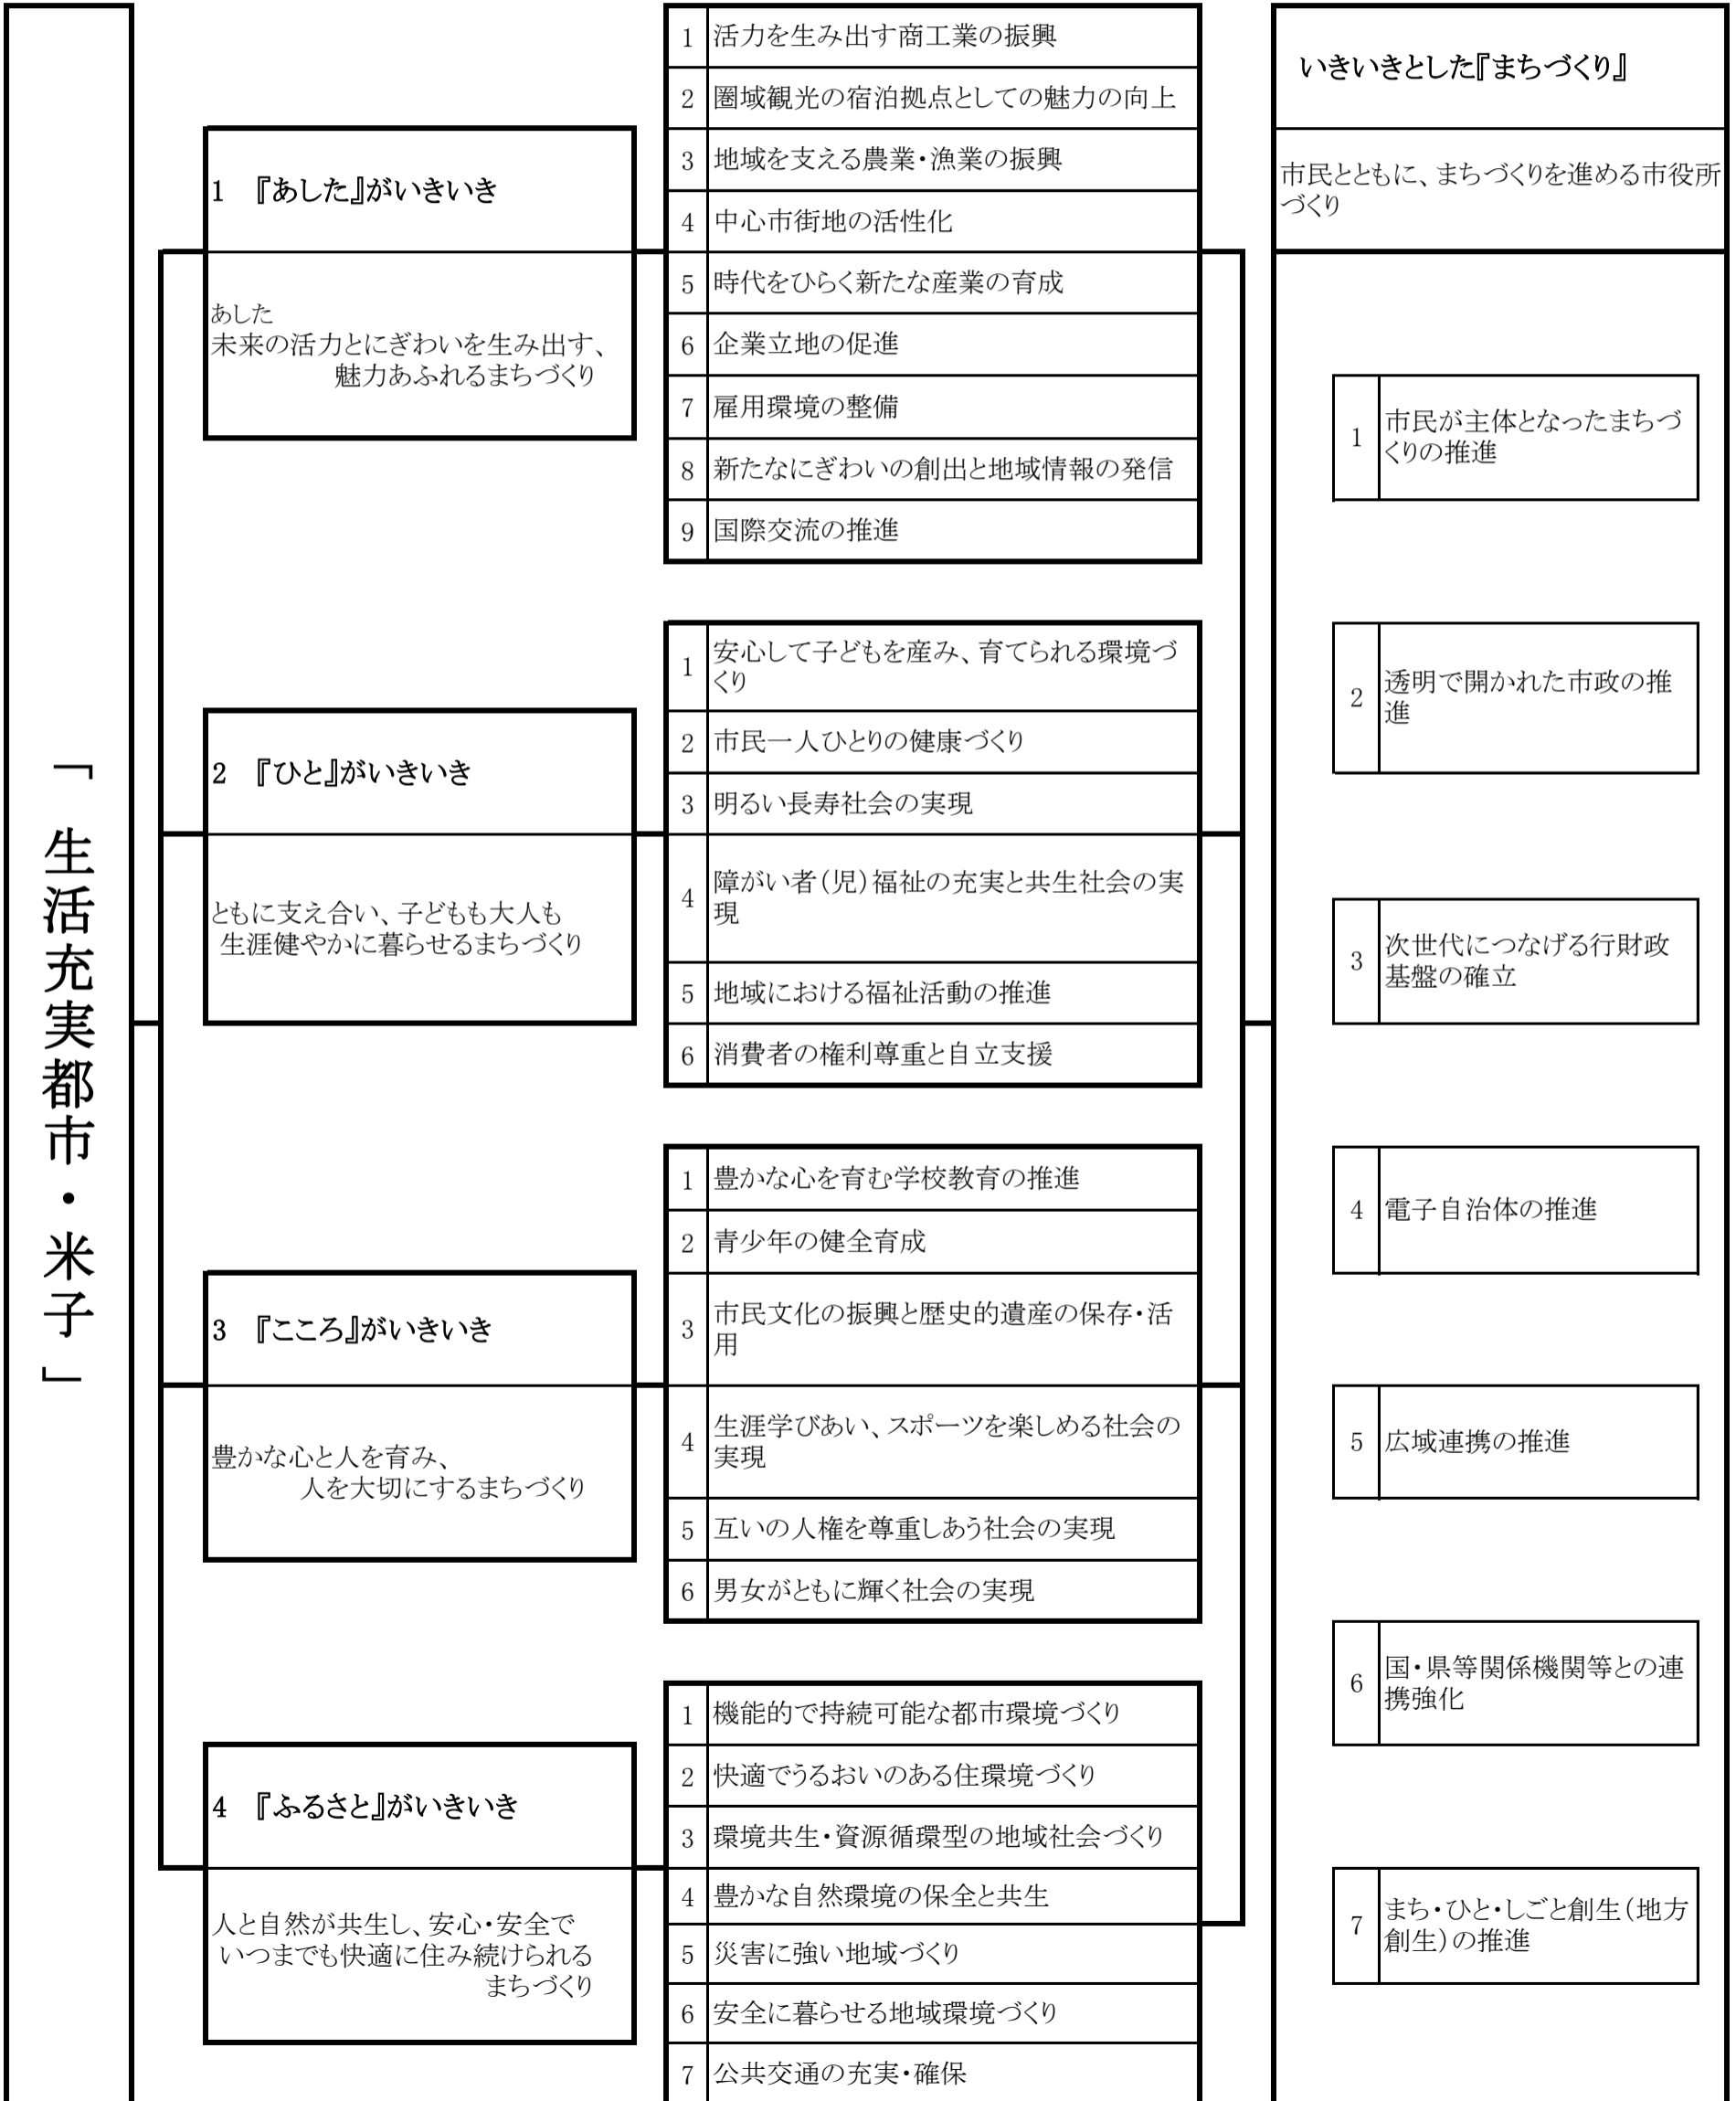 「生活充実都市・米子」
1 『あした』がいきいき
あした
未来の活力とにぎわいを生み出す、
魅力あふれるまちづくり
1 活力を生み出す商工業の振興
2 圏域観光の宿泊拠点としての魅力の向上
3 地域を支える農業・漁業の振興
4 中心市街地の活性化
5 時代をひらく新たな産業の育成
6 企業立地の促進
7 雇用環境の整備
8 新たなにぎわいの創出と地域情報の発信
9 国際交流の推進
2 『ひと』がいきいき
ともに支え合い、子どもも大人も
生涯健やかに暮らせるまちづくり
1 安心して子どもを産み、育てられる環境づ
くり
2 市民一人ひとりの健康づくり
3 明るい長寿社会の実現
4 障がい者(児)福祉の充実と共生社会の実
現
5 地域における福祉活動の推進
6 消費者の権利尊重と自立支援
3 『こころ』がいきいき
豊かな心と人を育み、
人を大切にするまちづくり
1 豊かな心を育む学校教育の推進
2 青少年の健全育成
3 市民文化の振興と歴史的遺産の保存・活
用
4 生涯学びあい、スポーツを楽しめる社会の
実現
5 互いの人権を尊重しあう社会の実現
6 男女がともに輝く社会の実現
4 『ふるさと』がいきいき
人と自然が共生し、安心・安全で
いつまでも快適に住み続けられる
まちづくり
1 機能的で持続可能な都市環境づくり
2 快適でうるおいのある住環境づくり
3 環境共生・資源循環型の地域社会づくり
4 豊かな自然環境の保全と共生
5 災害に強い地域づくり
6 安全に暮らせる地域環境づくり
7 公共交通の充実・確保
いきいきとした『まちづくり』
市民とともに、まちづくりを進める市役所
づくり
1 市民が主体となったまちづ
くりの推進
2 透明で開かれた市政の推
進
3 次世代につなげる行財政
基盤の確立
4 電子自治体の推進
5 広域連携の推進
6 国・県等関係機関等との連
携強化
7 まち・ひと・しごと創生(地方
創生)の推進